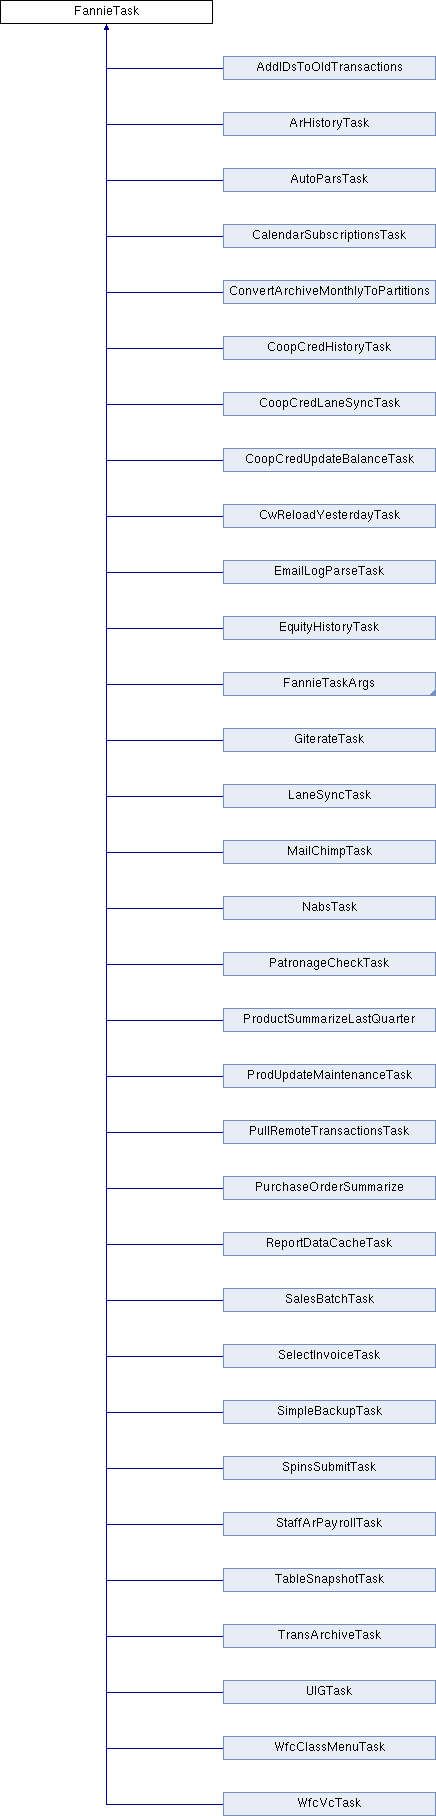 FannieTask
AddIDsToOldTransactions
ArHistoryTask
AutoParsTask
CalendarSubscriptionsTask
ConvertArchiveMonthlyToPartitions
CoopCredHistoryTask
CoopCredLaneSyncTask
CoopCredUpdateBalanceTask
CwReloadYesterdayTask
EmailLogParseTask
EquityHistoryTask
FannieTaskArgs
GiterateTask
LaneSyncTask
MailChimpTask
NabsTask
PatronageCheckTask
ProductSummarizeLastQuarter
ProdUpdateMaintenanceTask
PullRemoteTransactionsTask
PurchaseOrderSummarize
ReportDataCacheTask
SalesBatchTask
SelectInvoiceTask
SimpleBackupTask
SpinsSubmitTask
StaffArPayrollTask
TableSnapshotTask
TransArchiveTask
UIGTask
WfcClassMenuTask
WfcVcTask